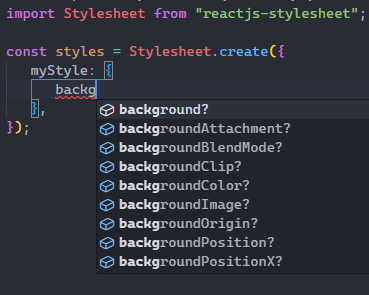 import Stylesheet from "reactjs-stylesheet";
const styles = Stylesheet.create({
myStyle: {
backg
},
});
background?
backgroundAttachment?
backgroundBlendMode?
backgroundClip?
backgroundColor?
backgroundImage?
backgroundOrigin?
backgroundPosition?
backgroundPositionX?